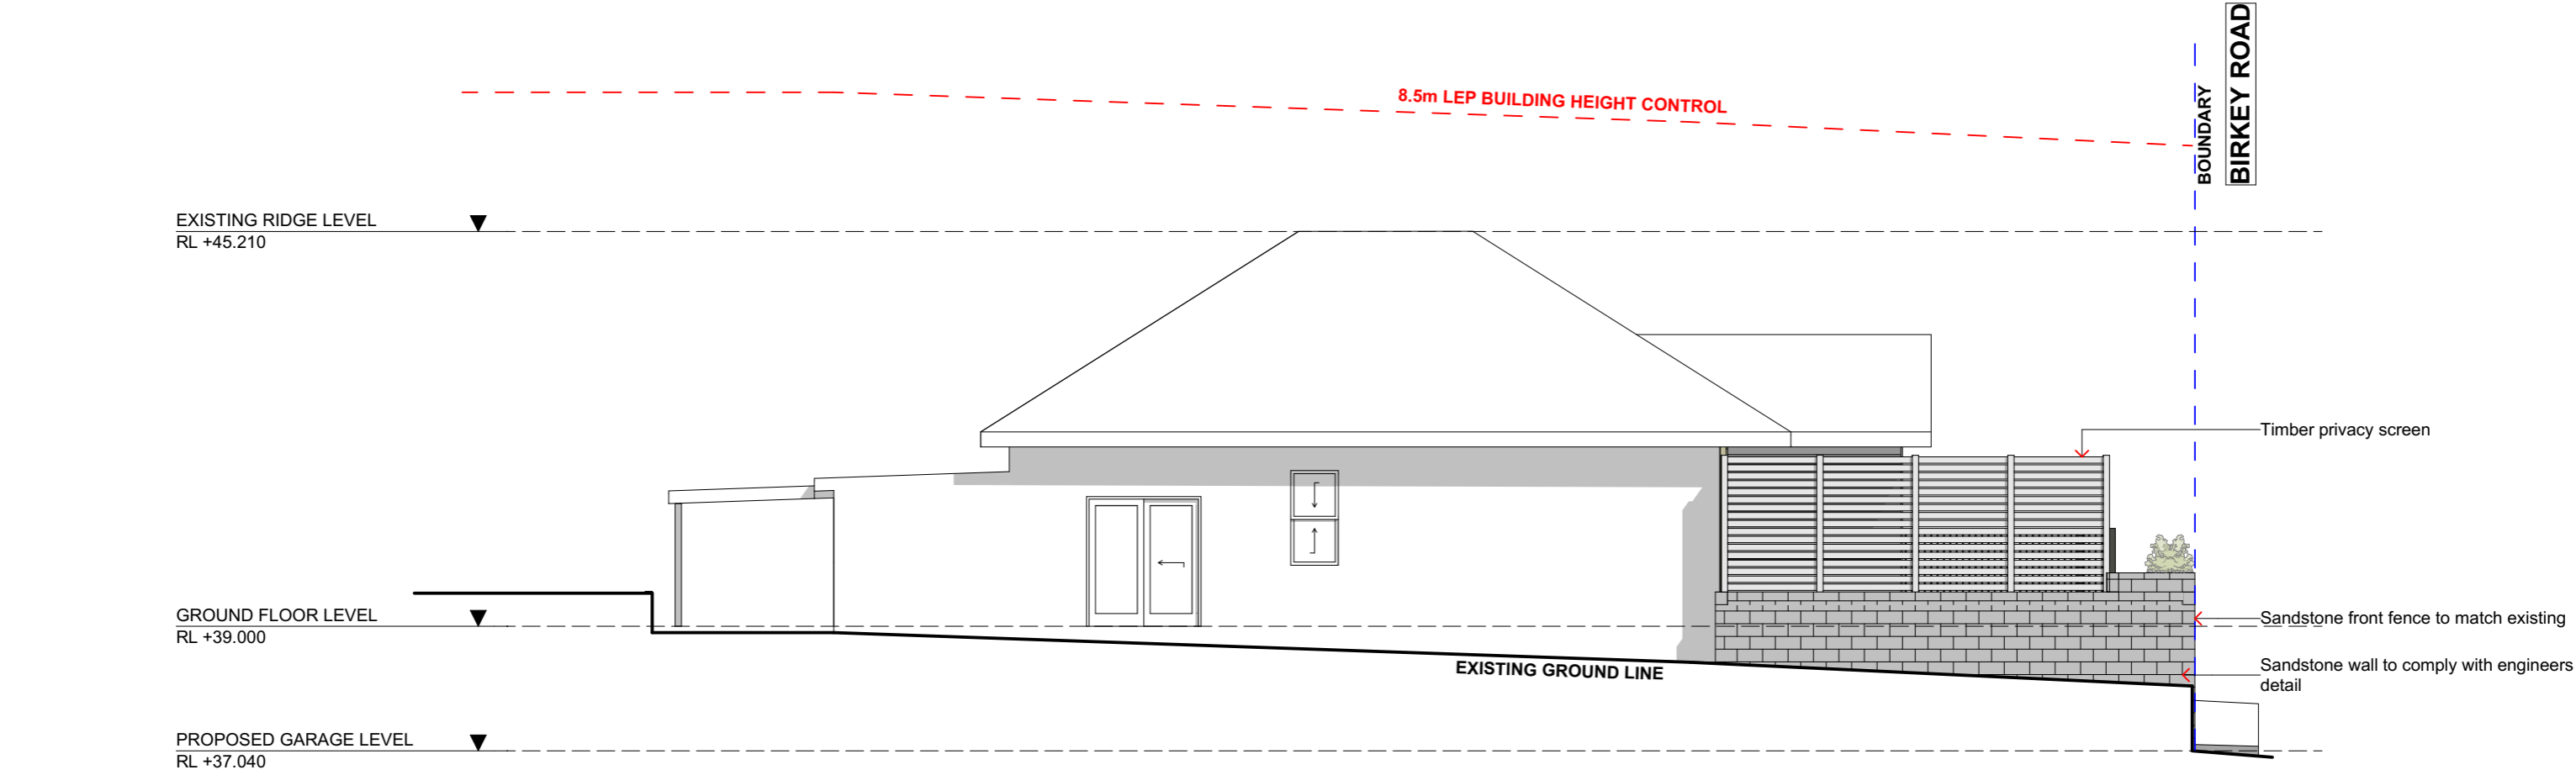 BIRKEY ROAD
BOUNDARY
8.5m LEP BUILDING HEIGHT CONTROL
EXISTING RIDGE LEVEL
RL +45.210
Timber privacy screen
GROUND FLOOR LEVEL
RL +39.000
Sandstone front fence to match existing
EXISTING GROUND LINE
Sandstone wall to comply with engineers
detail
PROPOSED GARAGE LEVEL
RL +37.040